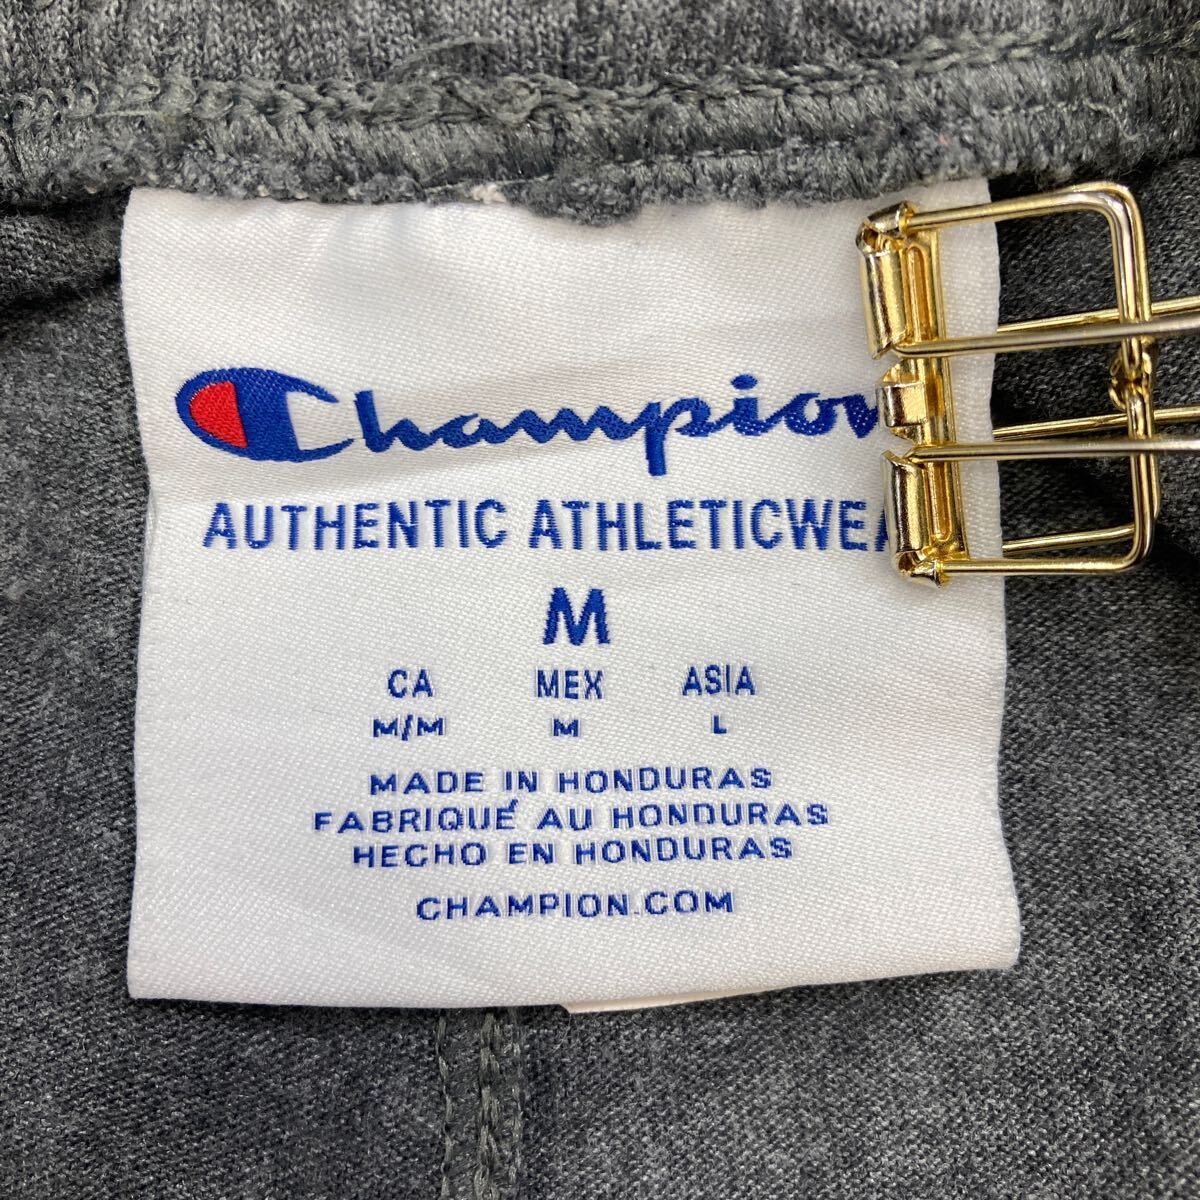 Champion
AUTHENTIC ATHLETICWEA
M
CA MEX ASIA
M/M M L
MADE IN HONDURAS
FABRIQUÉ AU HONDURAS
HECHO EN HONDURAS
CHAMPION.COM